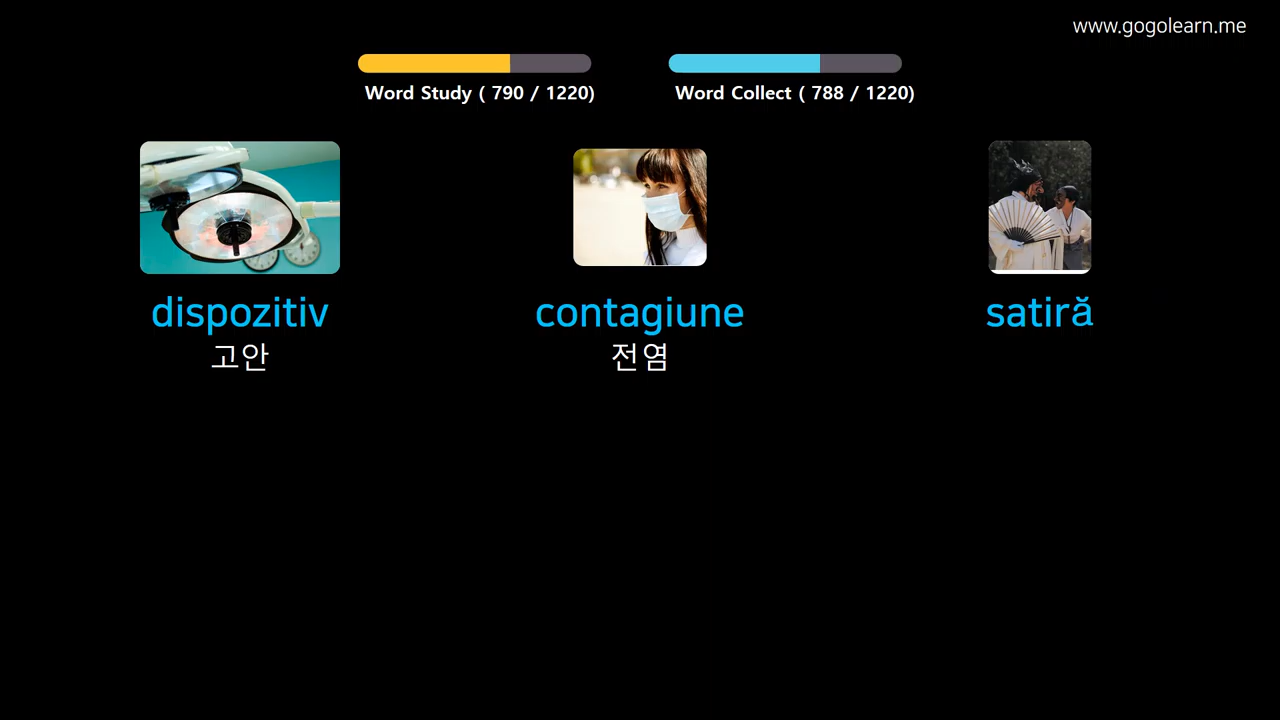 www.gogolearn.me
Word Study ( 790 / 1220)
Word Collect ( 788 / 1220)
dispozitiv
고안
contagiune
전염
satiră